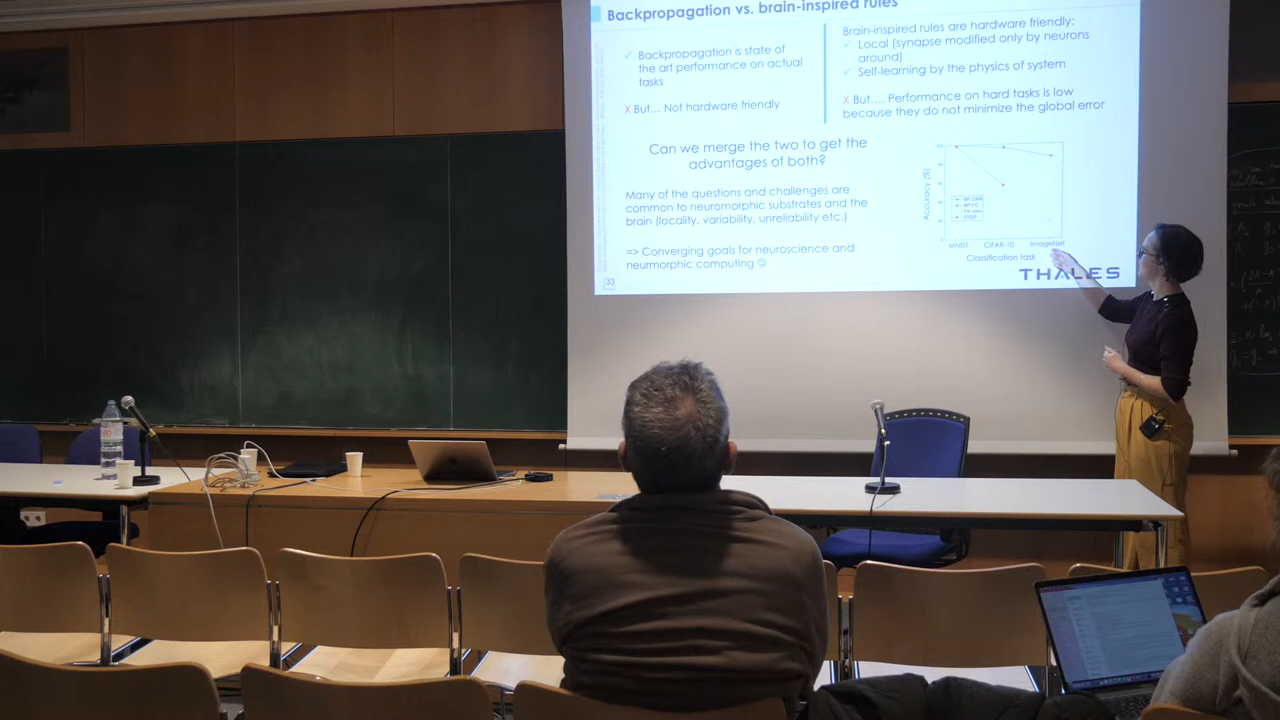 Backpropagation vs. brain-inspired rules
✓ Backpropagation is state of
the art performance on actual
tasks
X But... Not hardware friendly
Brain-inspired rules are hardware friendly:
✓ Local (synapse modified only by neurons
around)
✓ Self-learning by the physics of system
X But.... Performance on hard tasks is low
because they do not minimize the global error
Can we merge the two to get the
advantages of both?
Many of the questions and challenges are
common to neuromorphic substrates and the
brain (locality, variability, unreliability etc.)
=> Converging goals for neuroscience and
neurmorphic computing ☺
Accuracy (%)
MNIST CIFAR-10 ImageNet
Classification task
THALES
33